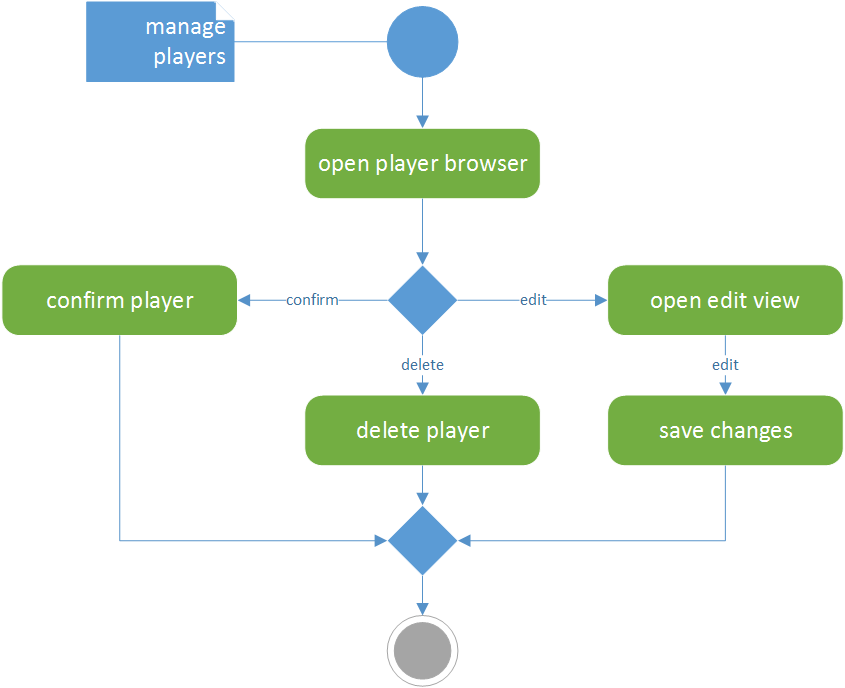 manage
players
open player browser
confirm player
confirm
edit
open edit view
delete
edit
delete player
save changes